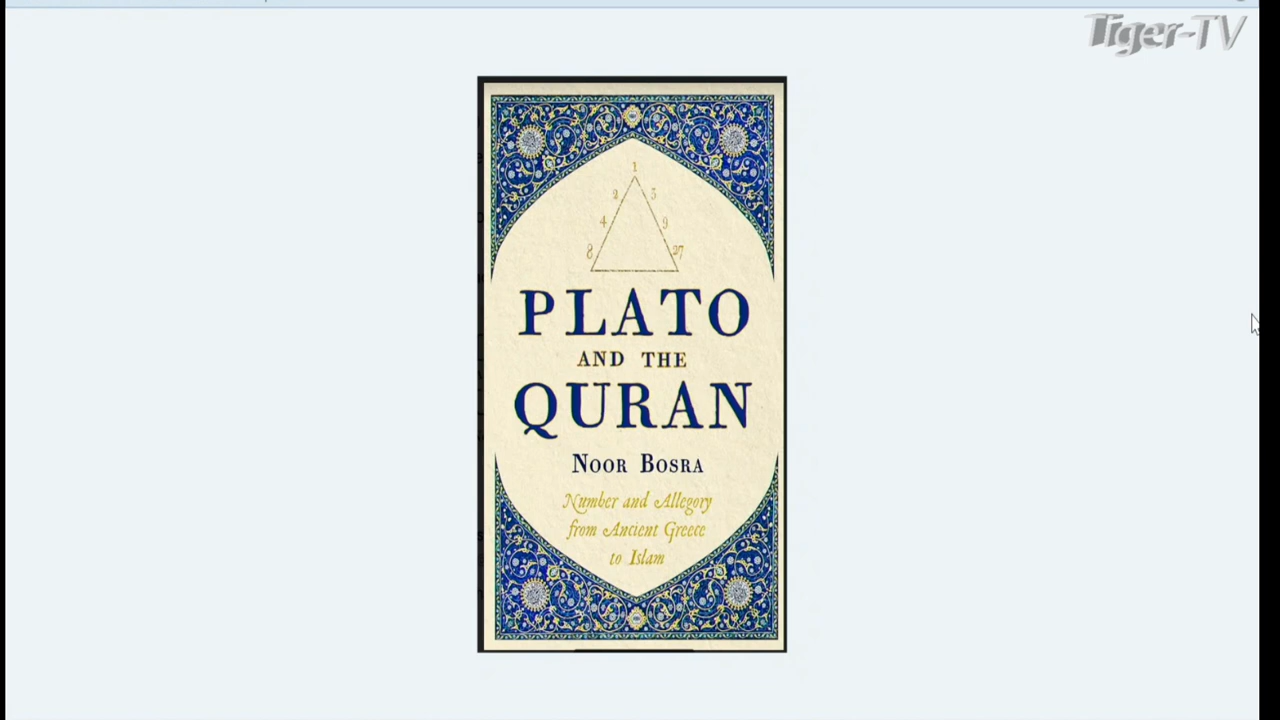 Tiger-TV
1
2 3
4 9
8 27
PLATO
AND THE
QURAN
NOOR BOSRA
Number and Allegory
from Ancient Greece
to Islam